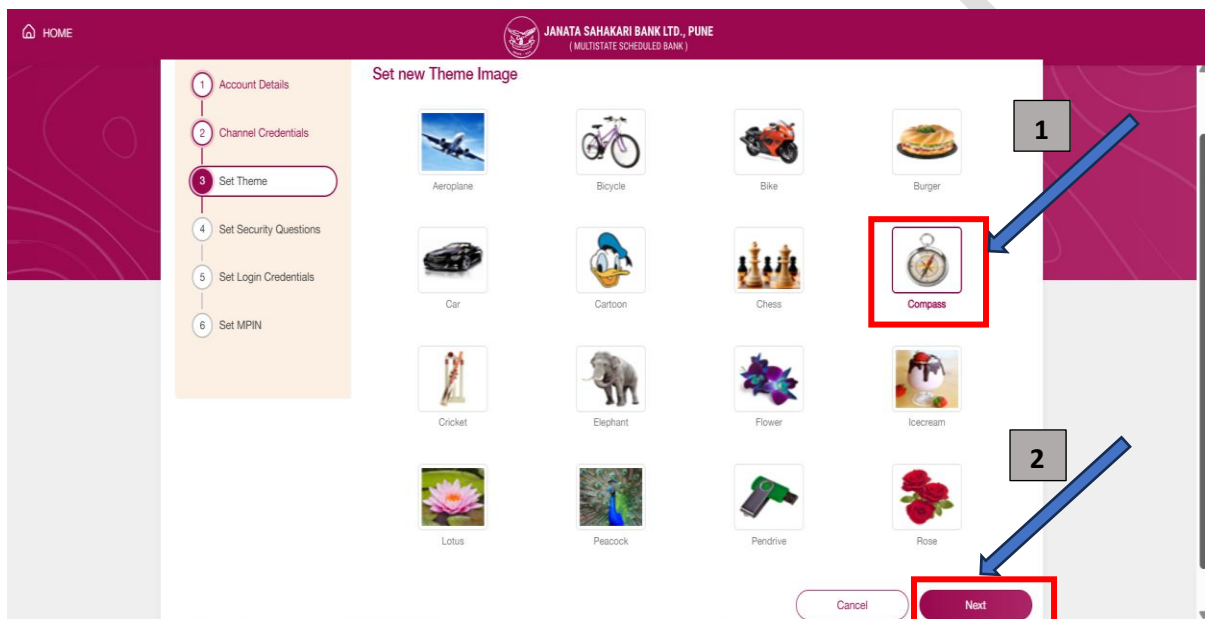 HOME
JANATA SAHAKARI BANK LTD., PUNE
( MULTISTATE SCHEDULED BANK )
1 Account Details
2 Channel Credentials
3 Set Theme
4 Set Security Questions
5 Set Login Credentials
6 Set MPIN
Set new Theme Image
1
Aeroplane Bicycle Bike Burger
Car Cartoon Chess Compass
Cricket Elephant Flower Icecream
2
Lotus Peacock Pendrive Rose
Cancel Next